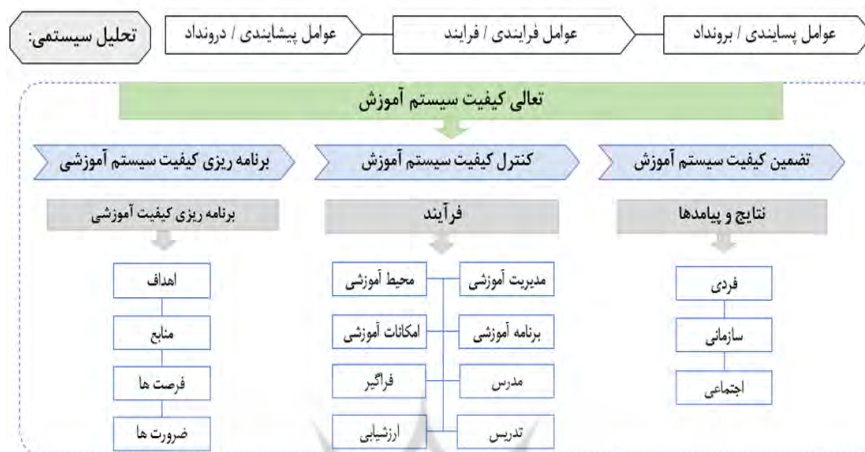 تحلیل سیستمی:
عوامل پیشایندی / درونداد
عوامل فرایندی / فرایند
عوامل پسایندی / برونداد
تعالی کیفیت سیستم آموزش
برنامه ریزی کیفیت سیستم آموزشی
کنترل کیفیت سیستم آموزش
تضمین کیفیت سیستم آموزش
برنامه ریزی کیفیت آموزشی
فرآیند
نتایج و پیامدها
اهداف
منابع
فرصت ها
ضرورت ها
محیط آموزشی
مدیریت آموزشی
امکانات آموزشی
برنامه آموزشی
فراگیر
مدرس
ارزشیابی
تدریس
فردی
سازمانی
اجتماعی